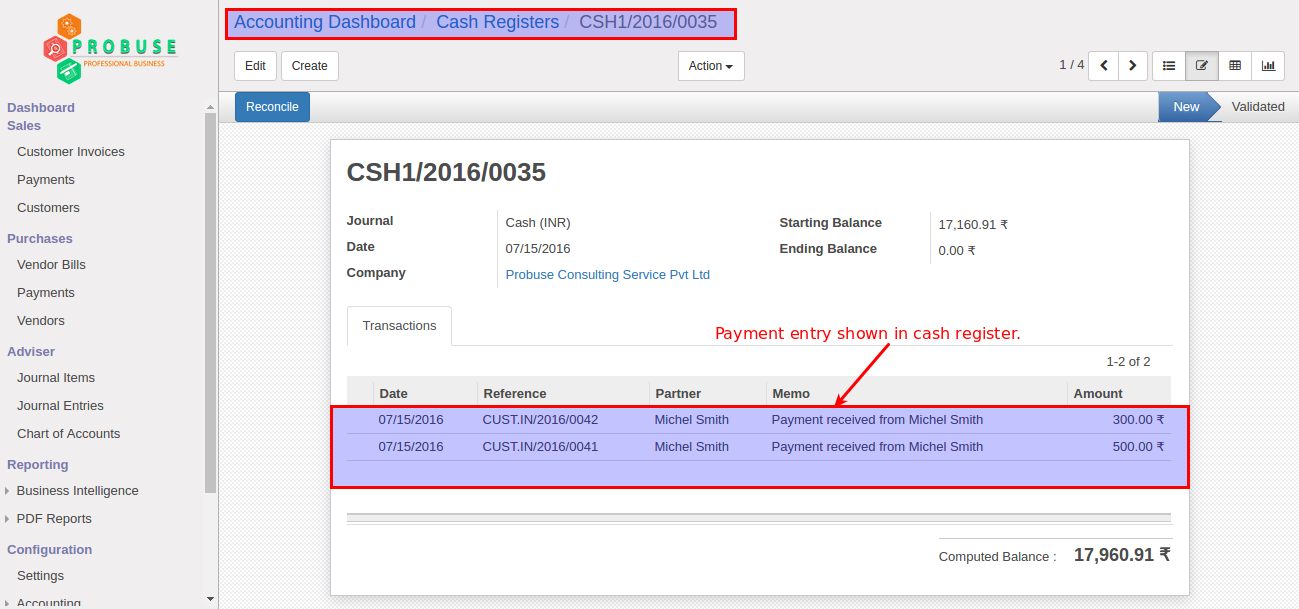 PROBUSE
PROFESSIONAL BUSINESS
Dashboard
Sales
Customer Invoices
Payments
Customers
Purchases
Vendor Bills
Payments
Vendors
Adviser
Journal Items
Journal Entries
Chart of Accounts
Reporting
Business Intelligence
PDF Reports
Configuration
Settings
Accounting
Accounting Dashboard / Cash Registers / CSH1/2016/0035
Edit Create Action 1 / 4
Reconcile New Validated
CSH1/2016/0035
Journal Cash (INR) Starting Balance 17,160.91 ₹
Date 07/15/2016 Ending Balance 0.00 ₹
Company Probuse Consulting Service Pvt Ltd
Transactions
Payment entry shown in cash register.
1-2 of 2
Date Reference Partner Memo Amount
07/15/2016 CUST.IN/2016/0042 Michel Smith Payment received from Michel Smith 300.00 ₹
07/15/2016 CUST.IN/2016/0041 Michel Smith Payment received from Michel Smith 500.00 ₹
Computed Balance : 17,960.91 ₹